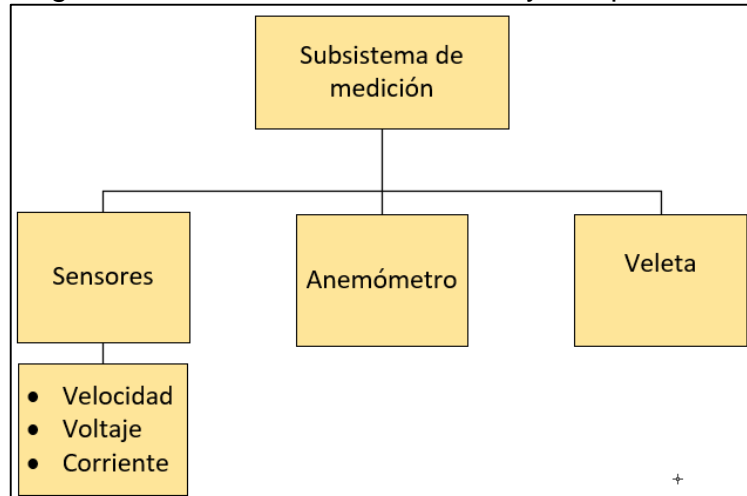 Subsistema de
medición
Sensores
Anemómetro
Veleta
• Velocidad
• Voltaje
• Corriente